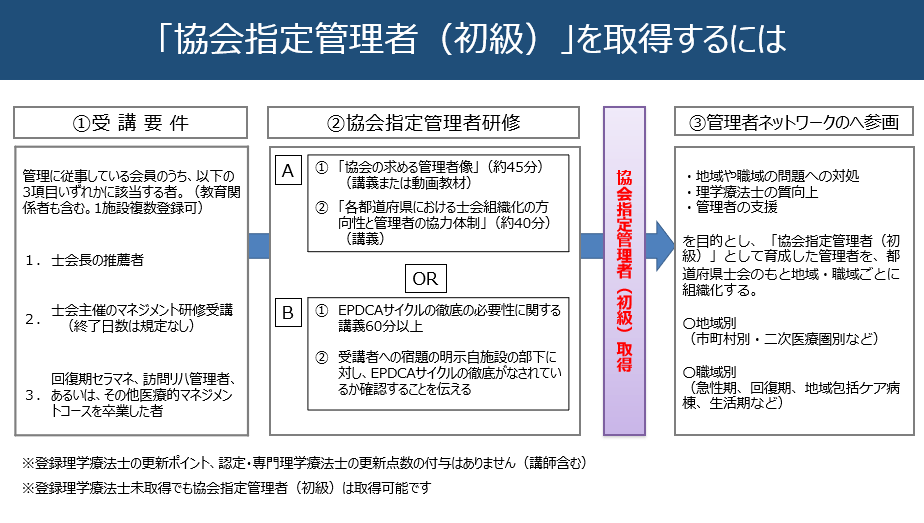 「協会指定管理者（初級）」を取得するには
①受 講 要 件
管理に従事している会員のうち、以下の
3項目いずれかに該当する者。（教育関
係者も含む。1施設複数登録可）
１．士会長の推薦者
２．士会主催のマネジメント研修受講
（終了日数は規定なし）
回復期セラマネ、訪問リハ管理者、
３．あるいは、その他医療的マネジメン
トコースを卒業した者
②協会指定管理者研修
A
① 「協会の求める管理者像」（約45分）
（講義または動画教材）
② 「各都道府県における士会組織化の方
向性と管理者の協力体制」（約40分）
（講義）
OR
B
① EPDCAサイクルの徹底の必要性に関する
講義60分以上
② 受講者への宿題の明示自施設の部下に
対し、EPDCAサイクルの徹底がなされてい
るか確認することを伝える
協会指定管理者（初級）取得
③管理者ネットワークのへ参画
・地域や職域の問題への対処
・理学療法士の質向上
・管理者の支援
を目的とし、「協会指定管理者（初
級）」として育成した管理者を、都
道府県士会のもと地域・職域ごとに
組織化する。
〇地域別
（市町村別・二次医療圏別など）
〇職域別
（急性期、回復期、地域包括ケア病
棟、生活期など）
※登録理学療法士の更新ポイント、認定・専門理学療法士の更新点数の付与はありません（講師含む）
※登録理学療法士未取得でも協会指定管理者（初級）は取得可能です